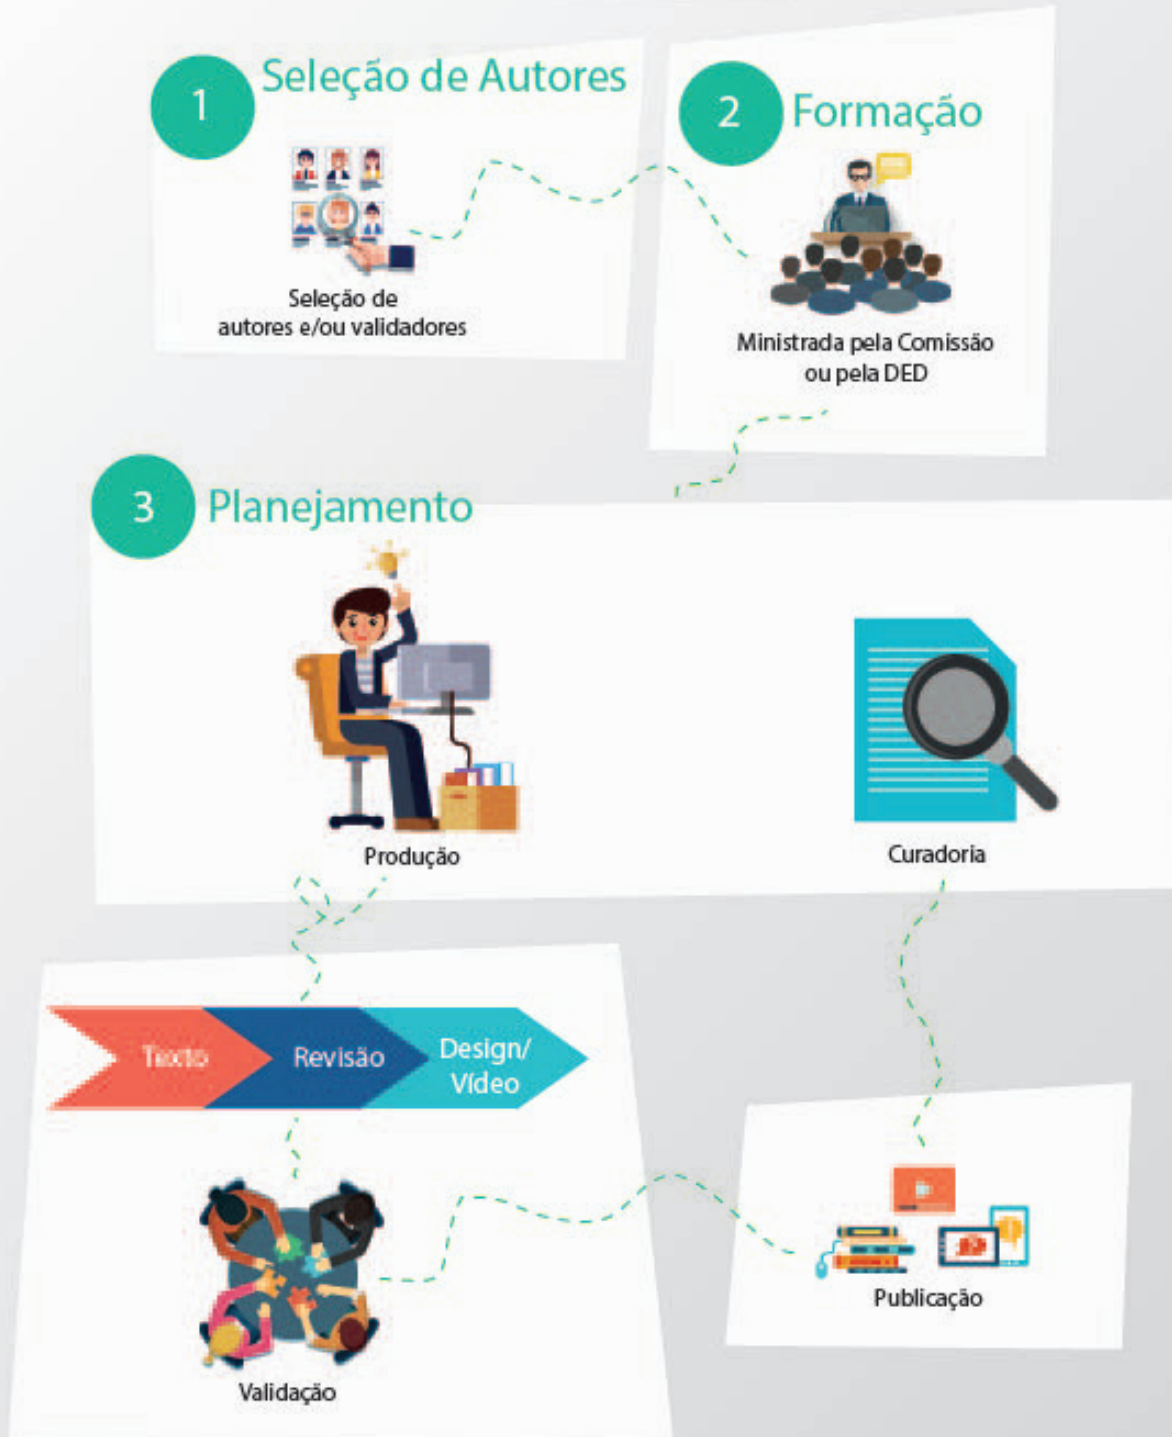 1
Seleção de Autores
Seleção de
autores e/ou validadores
2
Formação
Ministrada pela Comissão
ou pela DED
3
Planejamento
Produção
Curadoria
Texto
Revisão
Design/
Vídeo
Validação
Publicação